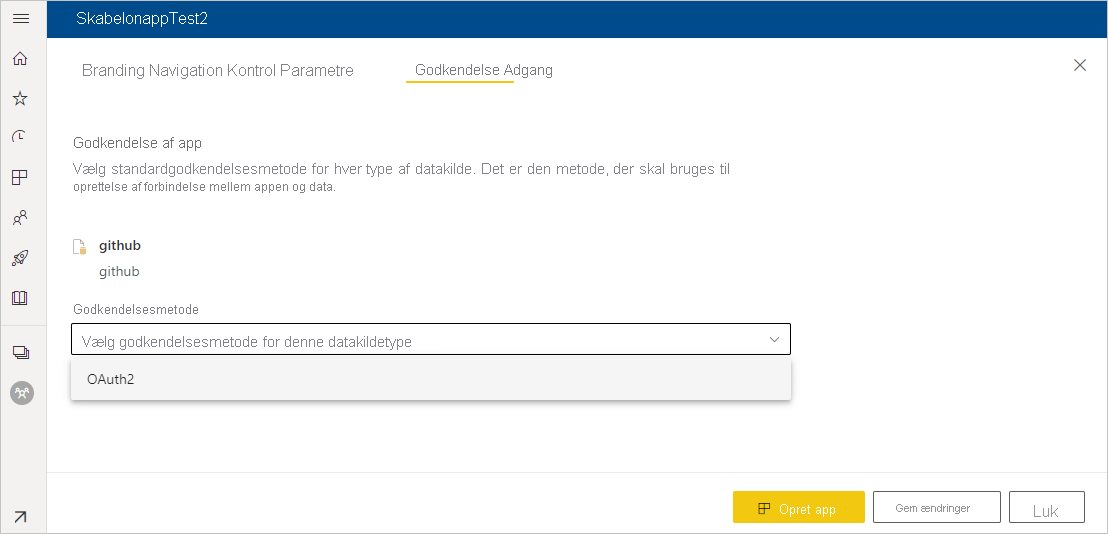 SkabelonappTest2
Branding Navigation Kontrol Parametre Godkendelse Adgang
Godkendelse af app
Vælg standardgodkendelsesmetode for hver type af datakilde. Det er den metode, der skal bruges til
oprettelse af forbindelse mellem appen og data.
github
github
Godkendelsesmetode
Vælg godkendelsesmetode for denne datakildetype
OAuth2
Opret app Gem ændringer Luk